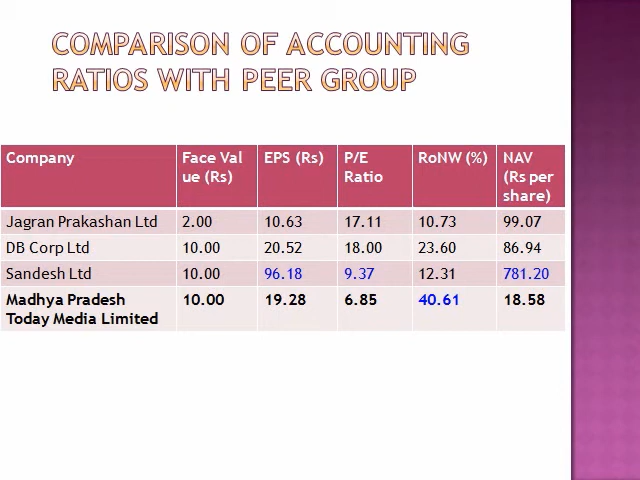 COMPARISON OF ACCOUNTING
RATIOS WITH PEER GROUP
Company Face Val EPS (Rs) P/E RoNW (%) NAV
ue (Rs) Ratio (Rs per
share)
Jagran Prakashan Ltd 2.00 10.63 17.11 10.73 99.07
DB Corp Ltd 10.00 20.52 18.00 23.60 86.94
Sandesh Ltd 10.00 96.18 9.37 12.31 781.20
Madhya Pradesh 10.00 19.28 6.85 40.61 18.58
Today Media Limited